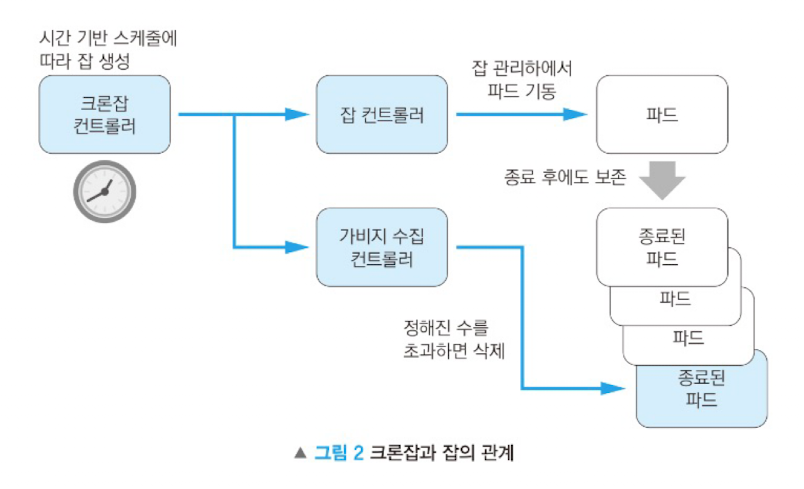 시간 기반 스케줄에
따라 잡 생성
크론잡
컨트롤러
잡 컨트롤러
잡 관리하에서
파드 기동
파드
종료 후에도 보존
가비지 수집
컨트롤러
종료된
파드
파드
파드
정해진 수를
초과하면 삭제
종료된
파드
▲ 그림 2 크론잡과 잡의 관계